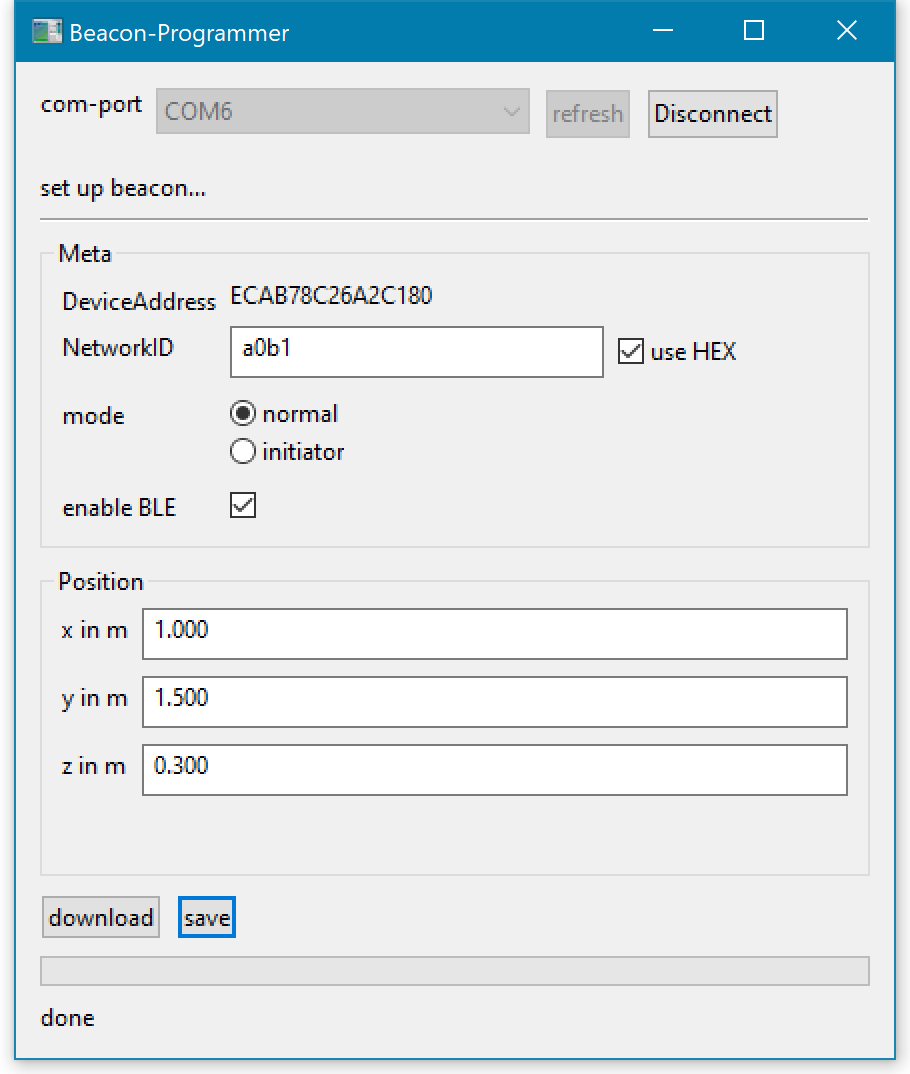 Beacon-Programmer
com-port COM6 refresh Disconnect
set up beacon...
Meta
DeviceAddress ECAB78C26A2C180
NetworkID a0b1 use HEX
mode normal
initiator
enable BLE
Position
x in m 1.000
y in m 1.500
z in m 0.300
download save
done